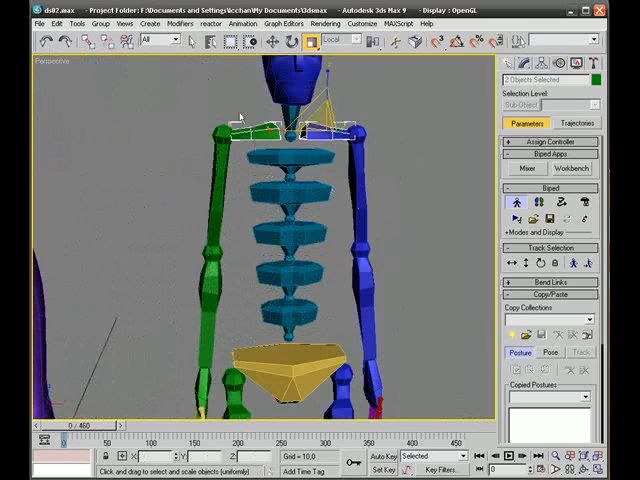 ds02.max - Project Folder: F:\Documents and Settings\lcchan\My Documents\3dsmax - Autodesk 3ds Max 9 - Display : OpenGL
File Edit Tools Group Views Create Modifiers reactor Animation Graph Editors Rendering Customize MAXScript Help
All Local
Perspective
2 Objects Selected
Selection Level:
Sub-Object
Parameters Trajectories
+ Assign Controller
- Biped Apps
Mixer Workbench
- Biped
+Modes and Display
- Track Selection
+ Bend Links
- Copy/Paste
Copy Collections
Posture Pose Track
Copied Postures
0 / 460
0 50 100 150 200 250 300 350 400 450
X: Y: Z: Grid = 10,0
Auto Key Selected
Click and drag to select and scale objects (uniformly)
Add Time Tag
Set Key Key Filters... 0